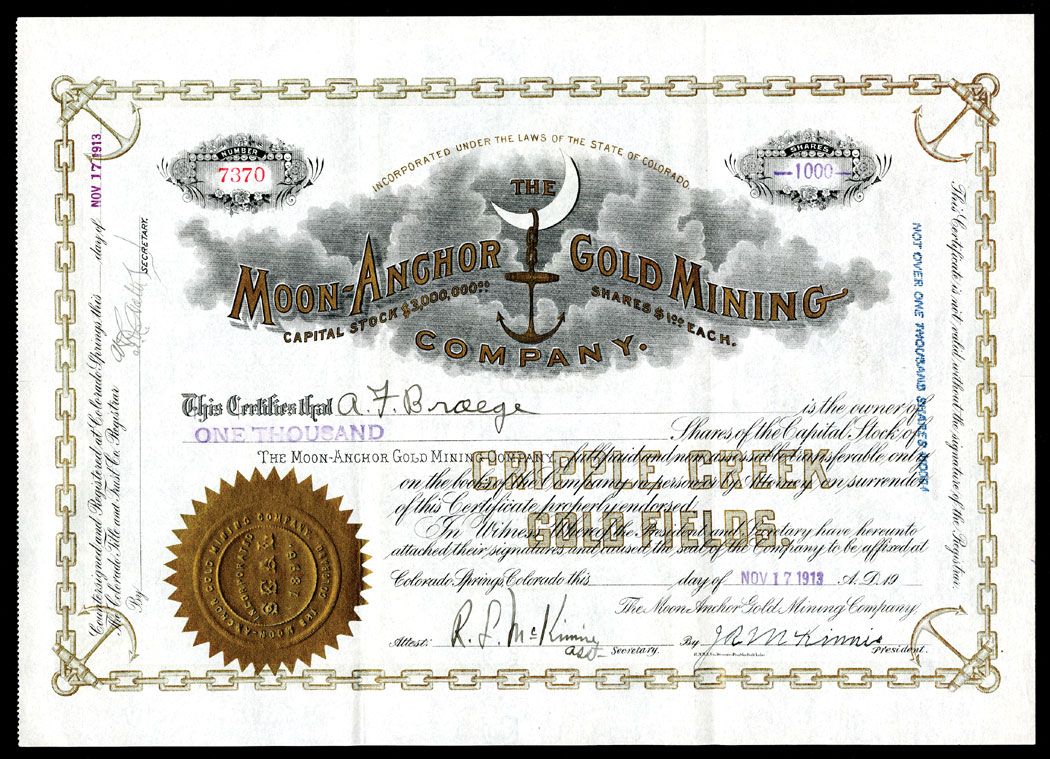 NUMBER
7370
SHARES
1000
INCORPORATED UNDER THE LAWS OF THE STATE OF COLORADO.
THE
MOON-ANCHOR GOLD MINING
CAPITAL STOCK $3,000,000.00 SHARES $1.00 EACH.
COMPANY.
This Certifies that A. F. Braege is the owner of
ONE THOUSAND Shares of the Capital Stock of
THE MOON-ANCHOR GOLD MINING COMPANY, full paid and non assessable transferable only
on the books of the Company in person or by Attorney on surrender
of this Certificate properly endorsed.
In Witness Whereof the President and Secretary have hereunto
attached their signatures and caused the seal of the Company to be affixed at
Colorado Springs, Colorado this day of NOV 17 1913 A.D. 19
CRIPPLE CREEK
GOLD FIELDS
The Moon Anchor Gold Mining Company
Attest: R. L. McKinnie asst Secretary. By J R McKinnie President.
Countersigned and Registered at Colorado Springs this day of NOV 17 1913
The Colorado Title and Trust Co. Registrar
By SECRETARY.
This Certificate is not valid without the signature of the Registrar.
NOT OVER ONE THOUSAND SHARES
THE MOON-ANCHOR GOLD MINING COMPANY
INCORPORATED
SEAL